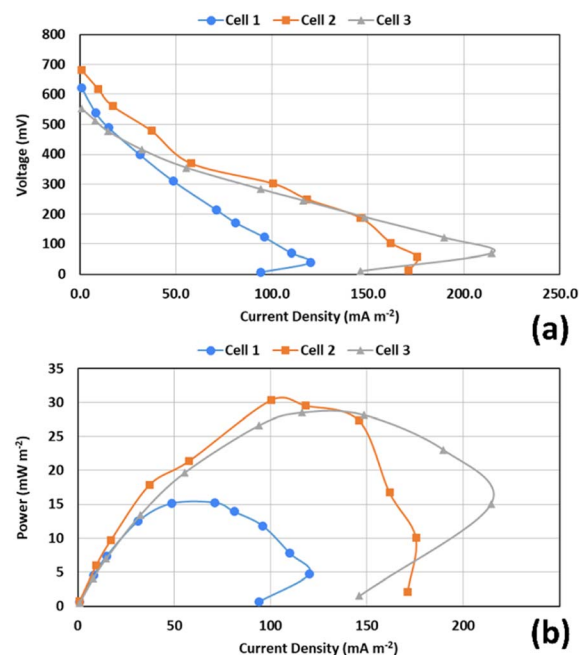 Cell 1 Cell 2 Cell 3
800
700
600
500
400
300
200
100
0
Voltage (mV)
0.0 50.0 100.0 150.0 200.0 250.0
Current Density (mA m-2)
(a)
Cell 1 Cell 2 Cell 3
35
30
25
20
15
10
5
0
Power (mW m-2)
0 50 100 150 200
Current Density (mA m-2)
(b)